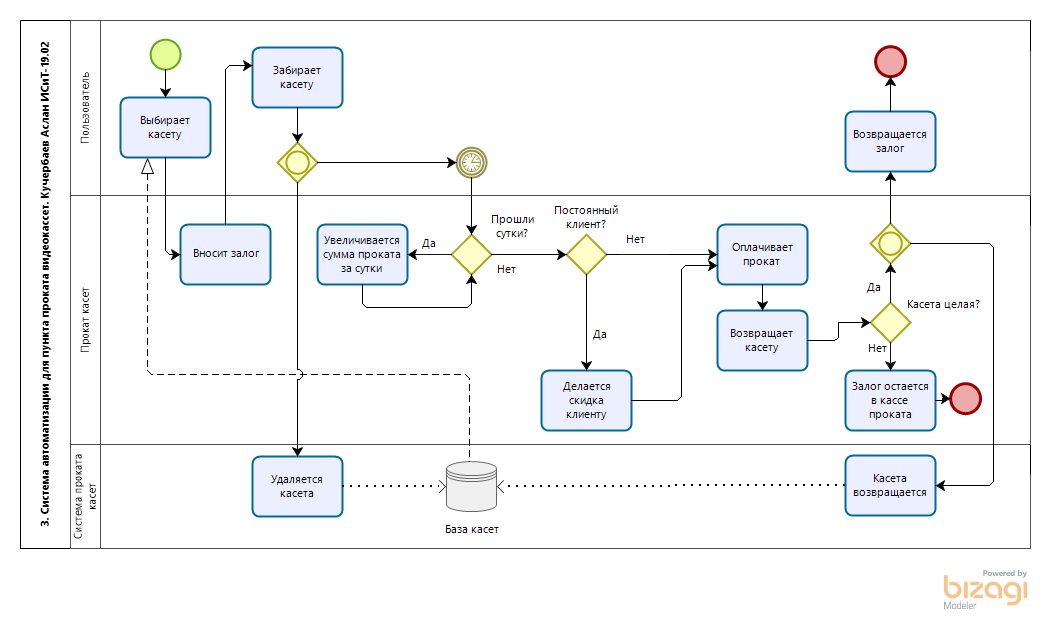 3. Система автоматизации для пункта проката видеокассет. Кучербаев Аслан ИСиТ-19.02
Пользователь
Выбирает
касету
Забирает
касету
Возвращается
залог
Прокат касет
Вносит залог
Увеличивается
сумма проката
за сутки
Да
Прошли
сутки?
Нет
Постоянный
клиент?
Нет
Да
Делается
скидка
клиенту
Оплачивает
прокат
Возвращает
касету
Да
Касета целая?
Нет
Залог остается
в кассе
проката
Система проката
касет
Удаляется
касета
База касет
Касета
возвращается
Powered by
bizagi
Modeler